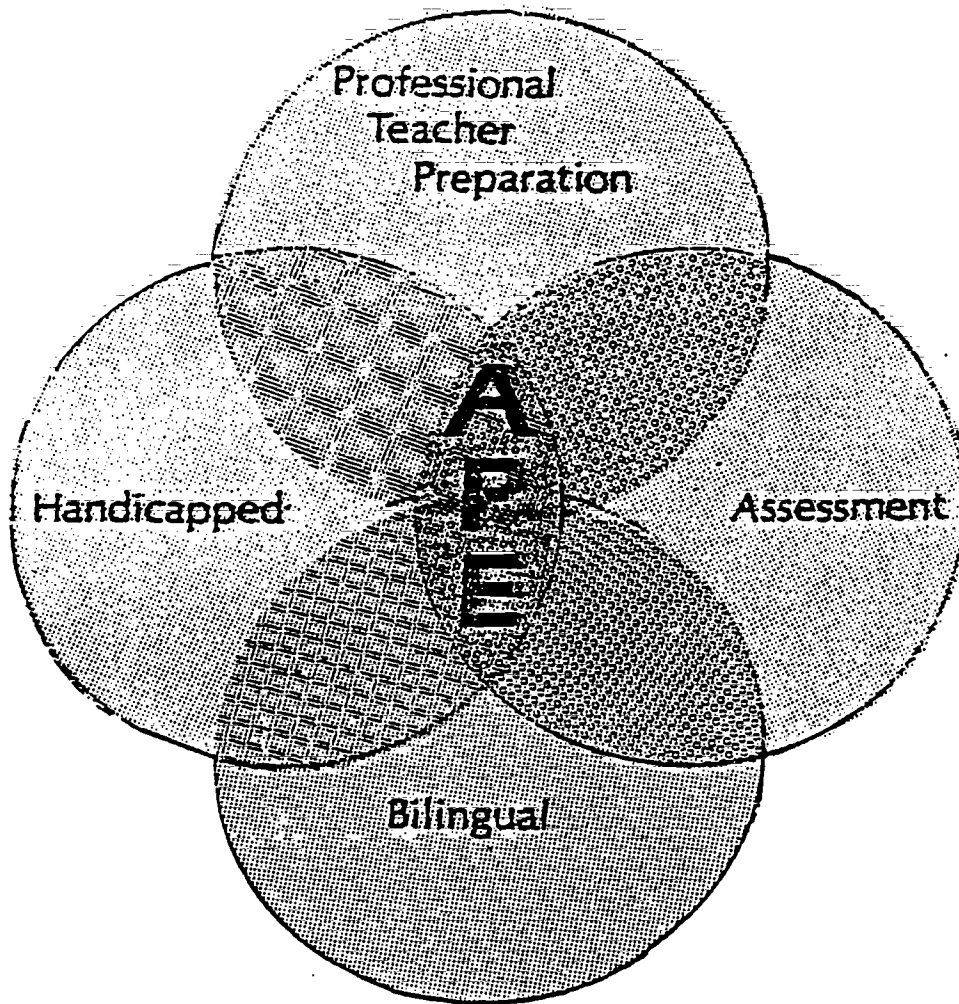 Professional
Teacher
Preparation
A
P
E
Handicapped
Assessment
Bilingual